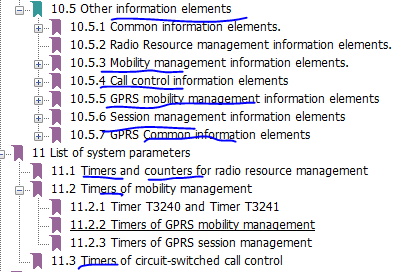 10.5 Other information elements
10.5.1 Common information elements.
10.5.2 Radio Resource management information elements.
10.5.3 Mobility management information elements.
10.5.4 Call control information elements
10.5.5 GPRS mobility management information elements
10.5.6 Session management information elements
10.5.7 GPRS Common information elements
11 List of system parameters
11.1 Timers and counters for radio resource management
11.2 Timers of mobility management
11.2.1 Timer T3240 and Timer T3241
11.2.2 Timers of GPRS mobility management
11.2.3 Timers of GPRS session management
11.3 Timers of circuit-switched call control